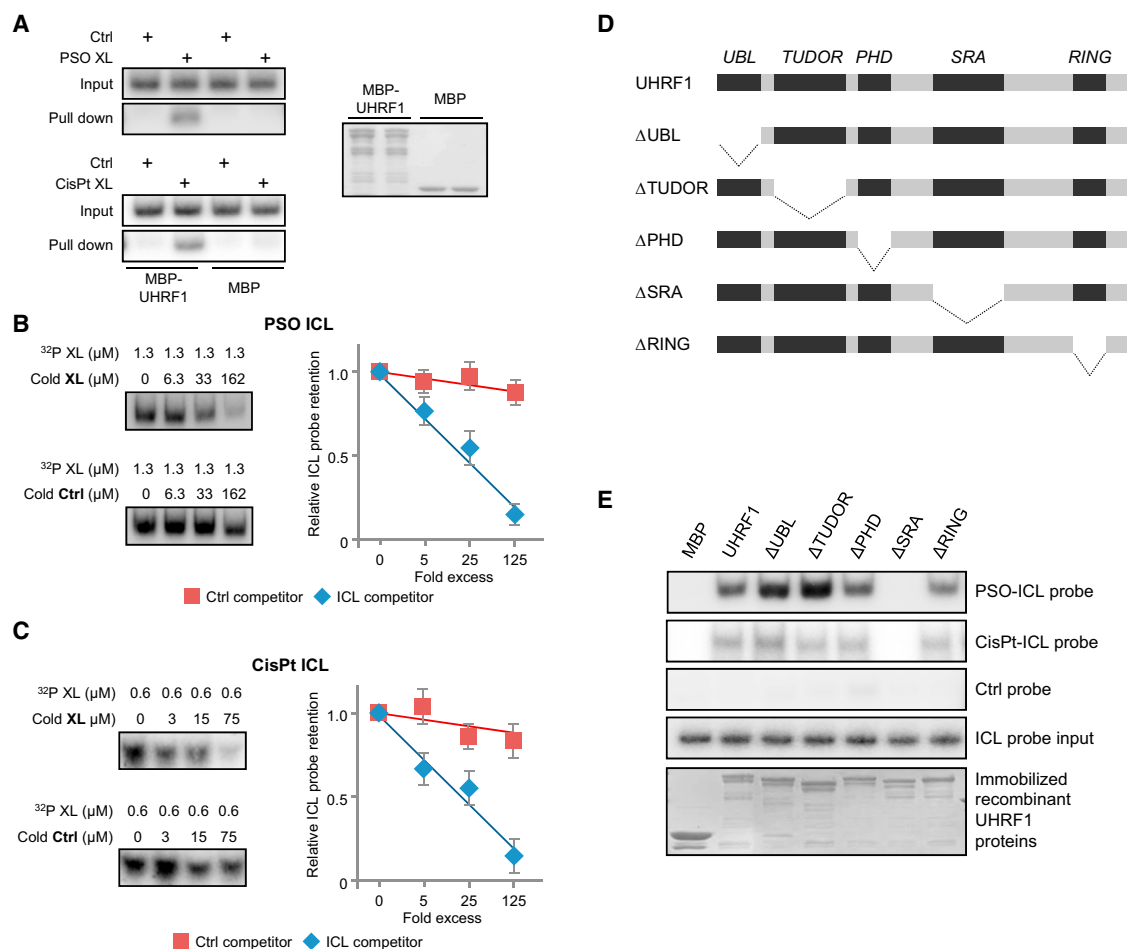 A
Ctrl + +
PSO XL + +
Input
Pull down
Ctrl + +
CisPt XL + +
Input
Pull down
MBP-
UHRF1
MBP
MBP-
UHRF1
MBP
B
PSO ICL
³²P XL (µM) 1.3 1.3 1.3 1.3
Cold XL (µM) 0 6.3 33 162
³²P XL (µM) 1.3 1.3 1.3 1.3
Cold Ctrl (µM) 0 6.3 33 162
Relative ICL probe retention
1.0
0.5
0
0 5 25 125
Fold excess
Ctrl competitor ICL competitor
C
CisPt ICL
³²P XL (µM) 0.6 0.6 0.6 0.6
Cold XL µM) 0 3 15 75
³²P XL (µM) 0.6 0.6 0.6 0.6
Cold Ctrl (µM) 0 3 15 75
Relative ICL probe retention
1.0
0.5
0
0 5 25 125
Fold excess
Ctrl competitor ICL competitor
D
UBL TUDOR PHD SRA RING
UHRF1
ΔUBL
ΔTUDOR
ΔPHD
ΔSRA
ΔRING
E
MBP UHRF1 ΔUBL ΔTUDOR ΔPHD ΔSRA ΔRING
PSO-ICL probe
CisPt-ICL probe
Ctrl probe
ICL probe input
Immobilized
recombinant
UHRF1
proteins